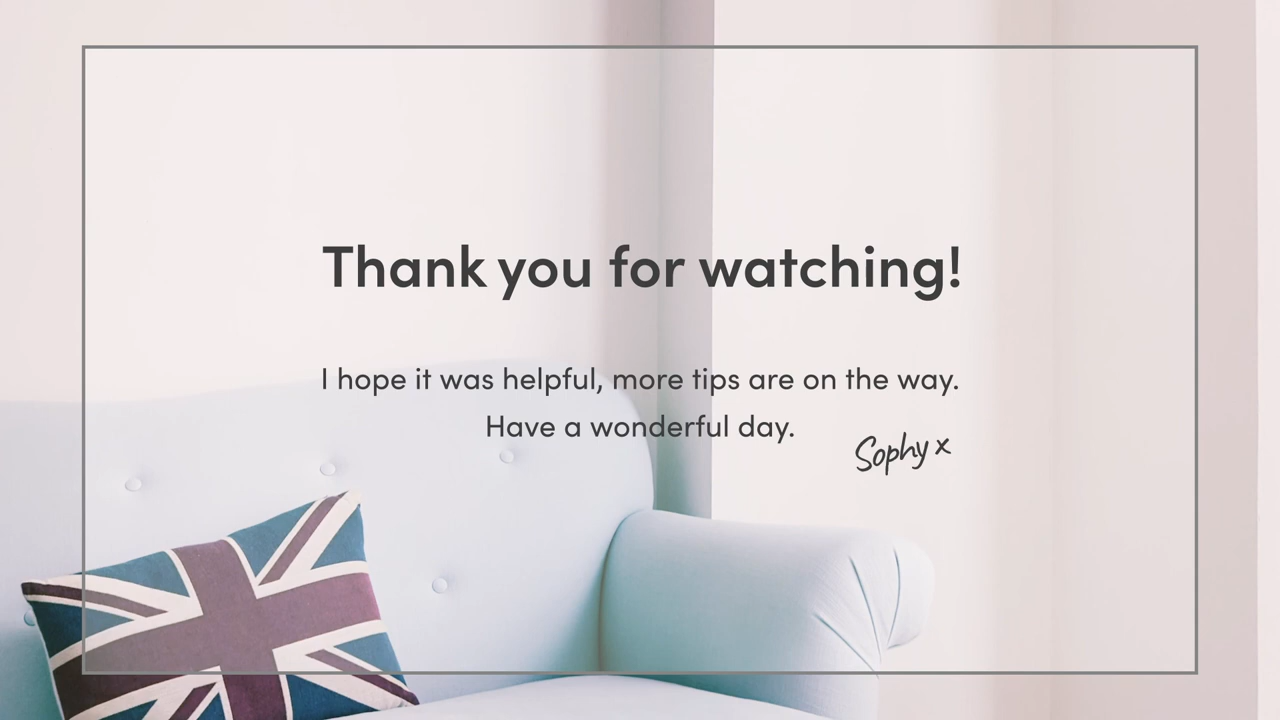 Thank you for watching!
I hope it was helpful, more tips are on the way.
Have a wonderful day.
Sophy x